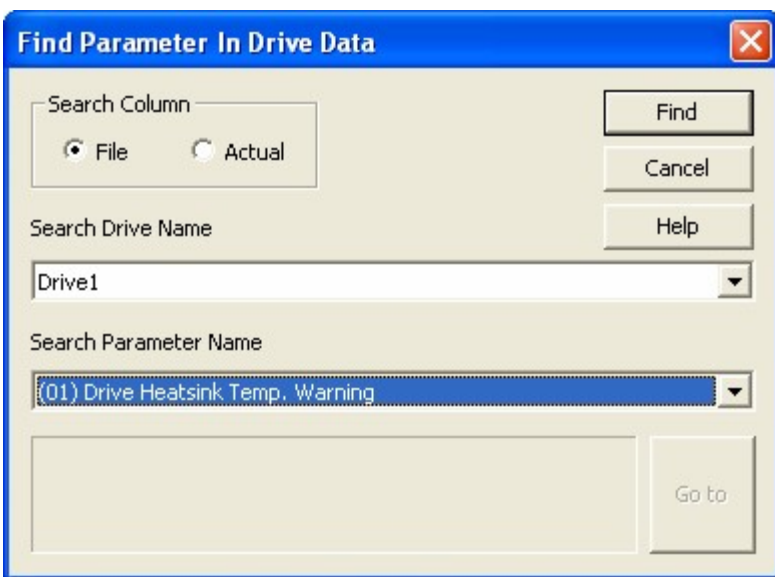 Find Parameter In Drive Data
Search Column
File Actual
Find
Cancel
Help
Search Drive Name
Drive1
Search Parameter Name
(01) Drive Heatsink Temp. Warning
Go to